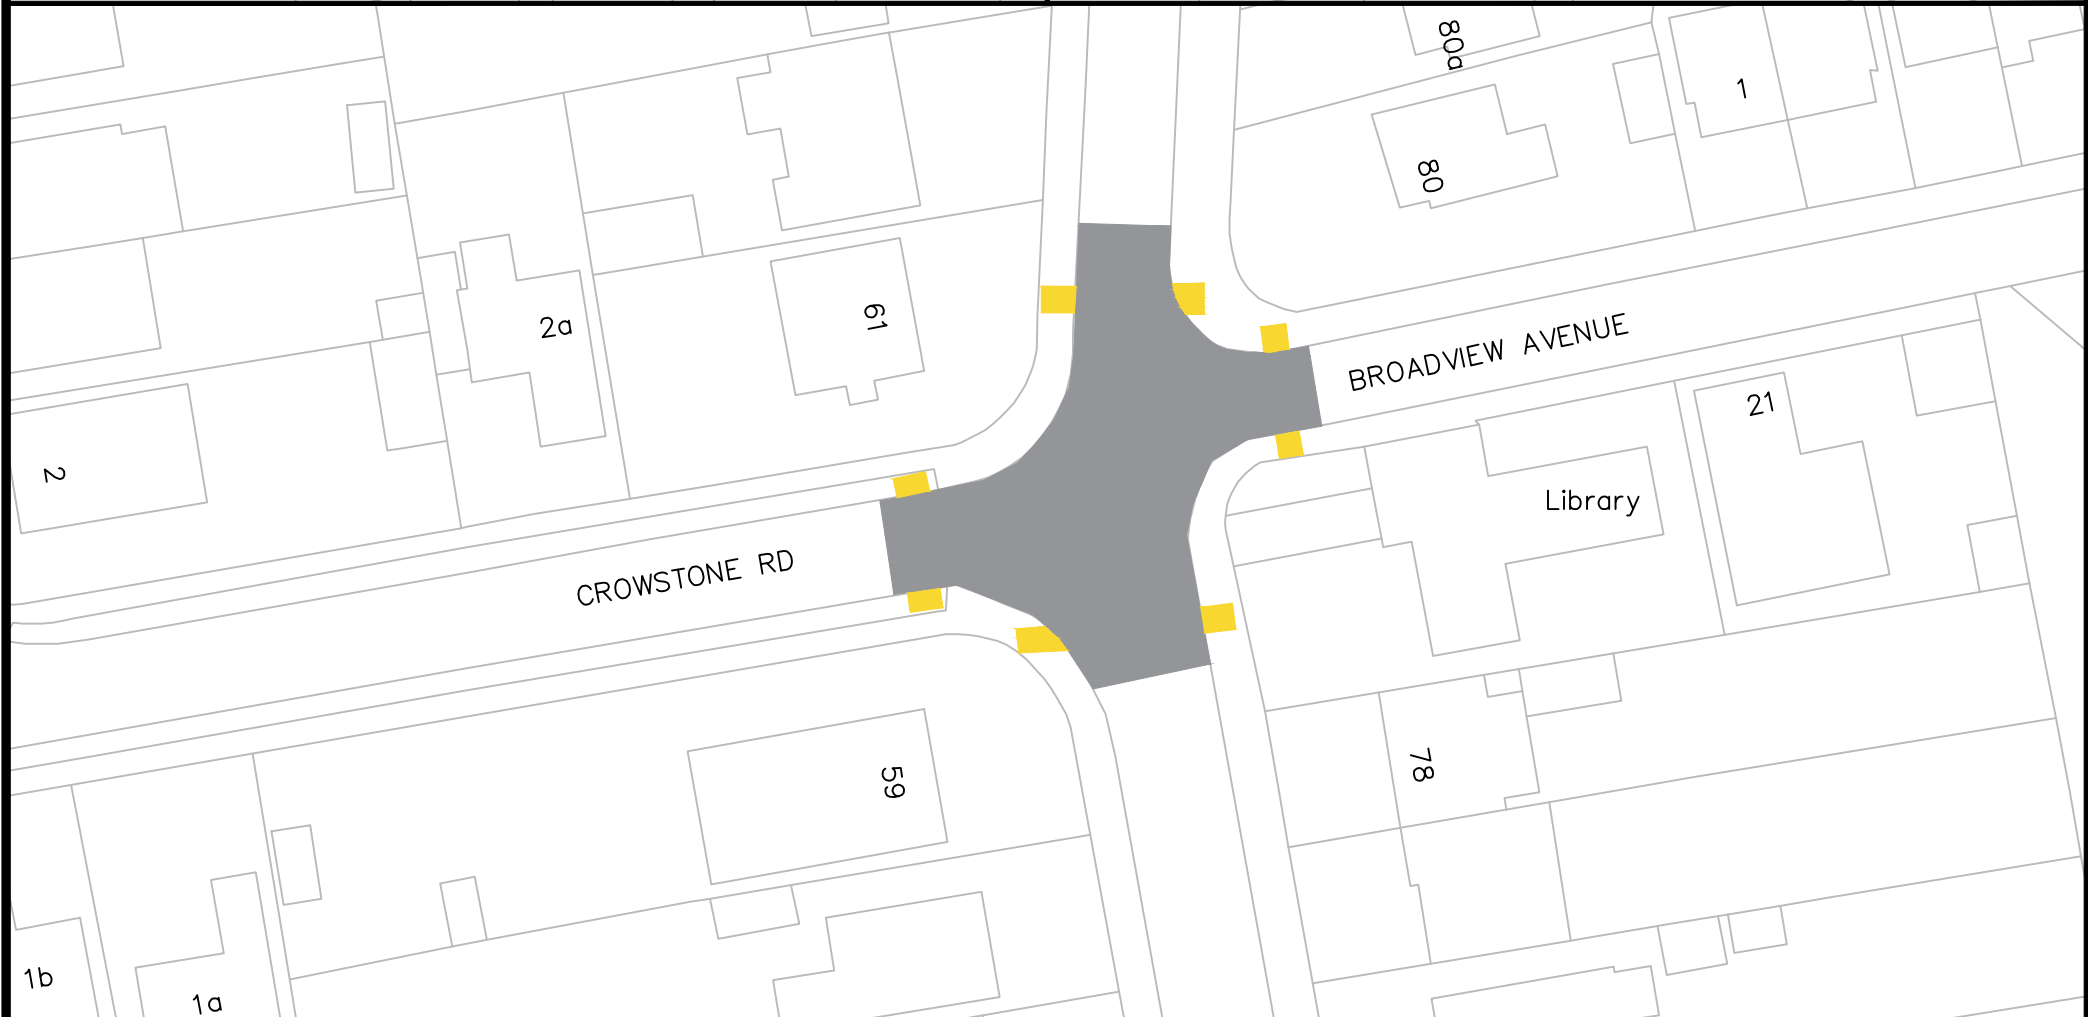 80a
1
80
2a
61
BROADVIEW AVENUE
21
2
Library
CROWSTONE RD
78
59
1b
1a